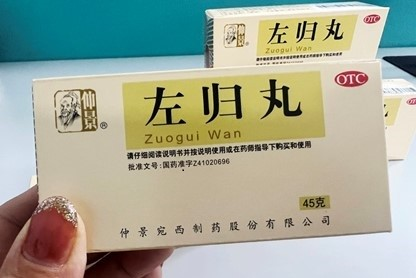 左归丸
OTC
Zuogui Wan
仲景®
左归丸
OTC
Zuogui Wan
请仔细阅读说明书并按说明使用或在药师指导下购买和使用
批准文号:国药准字Z41020696
45克
仲景宛西制药股份有限公司